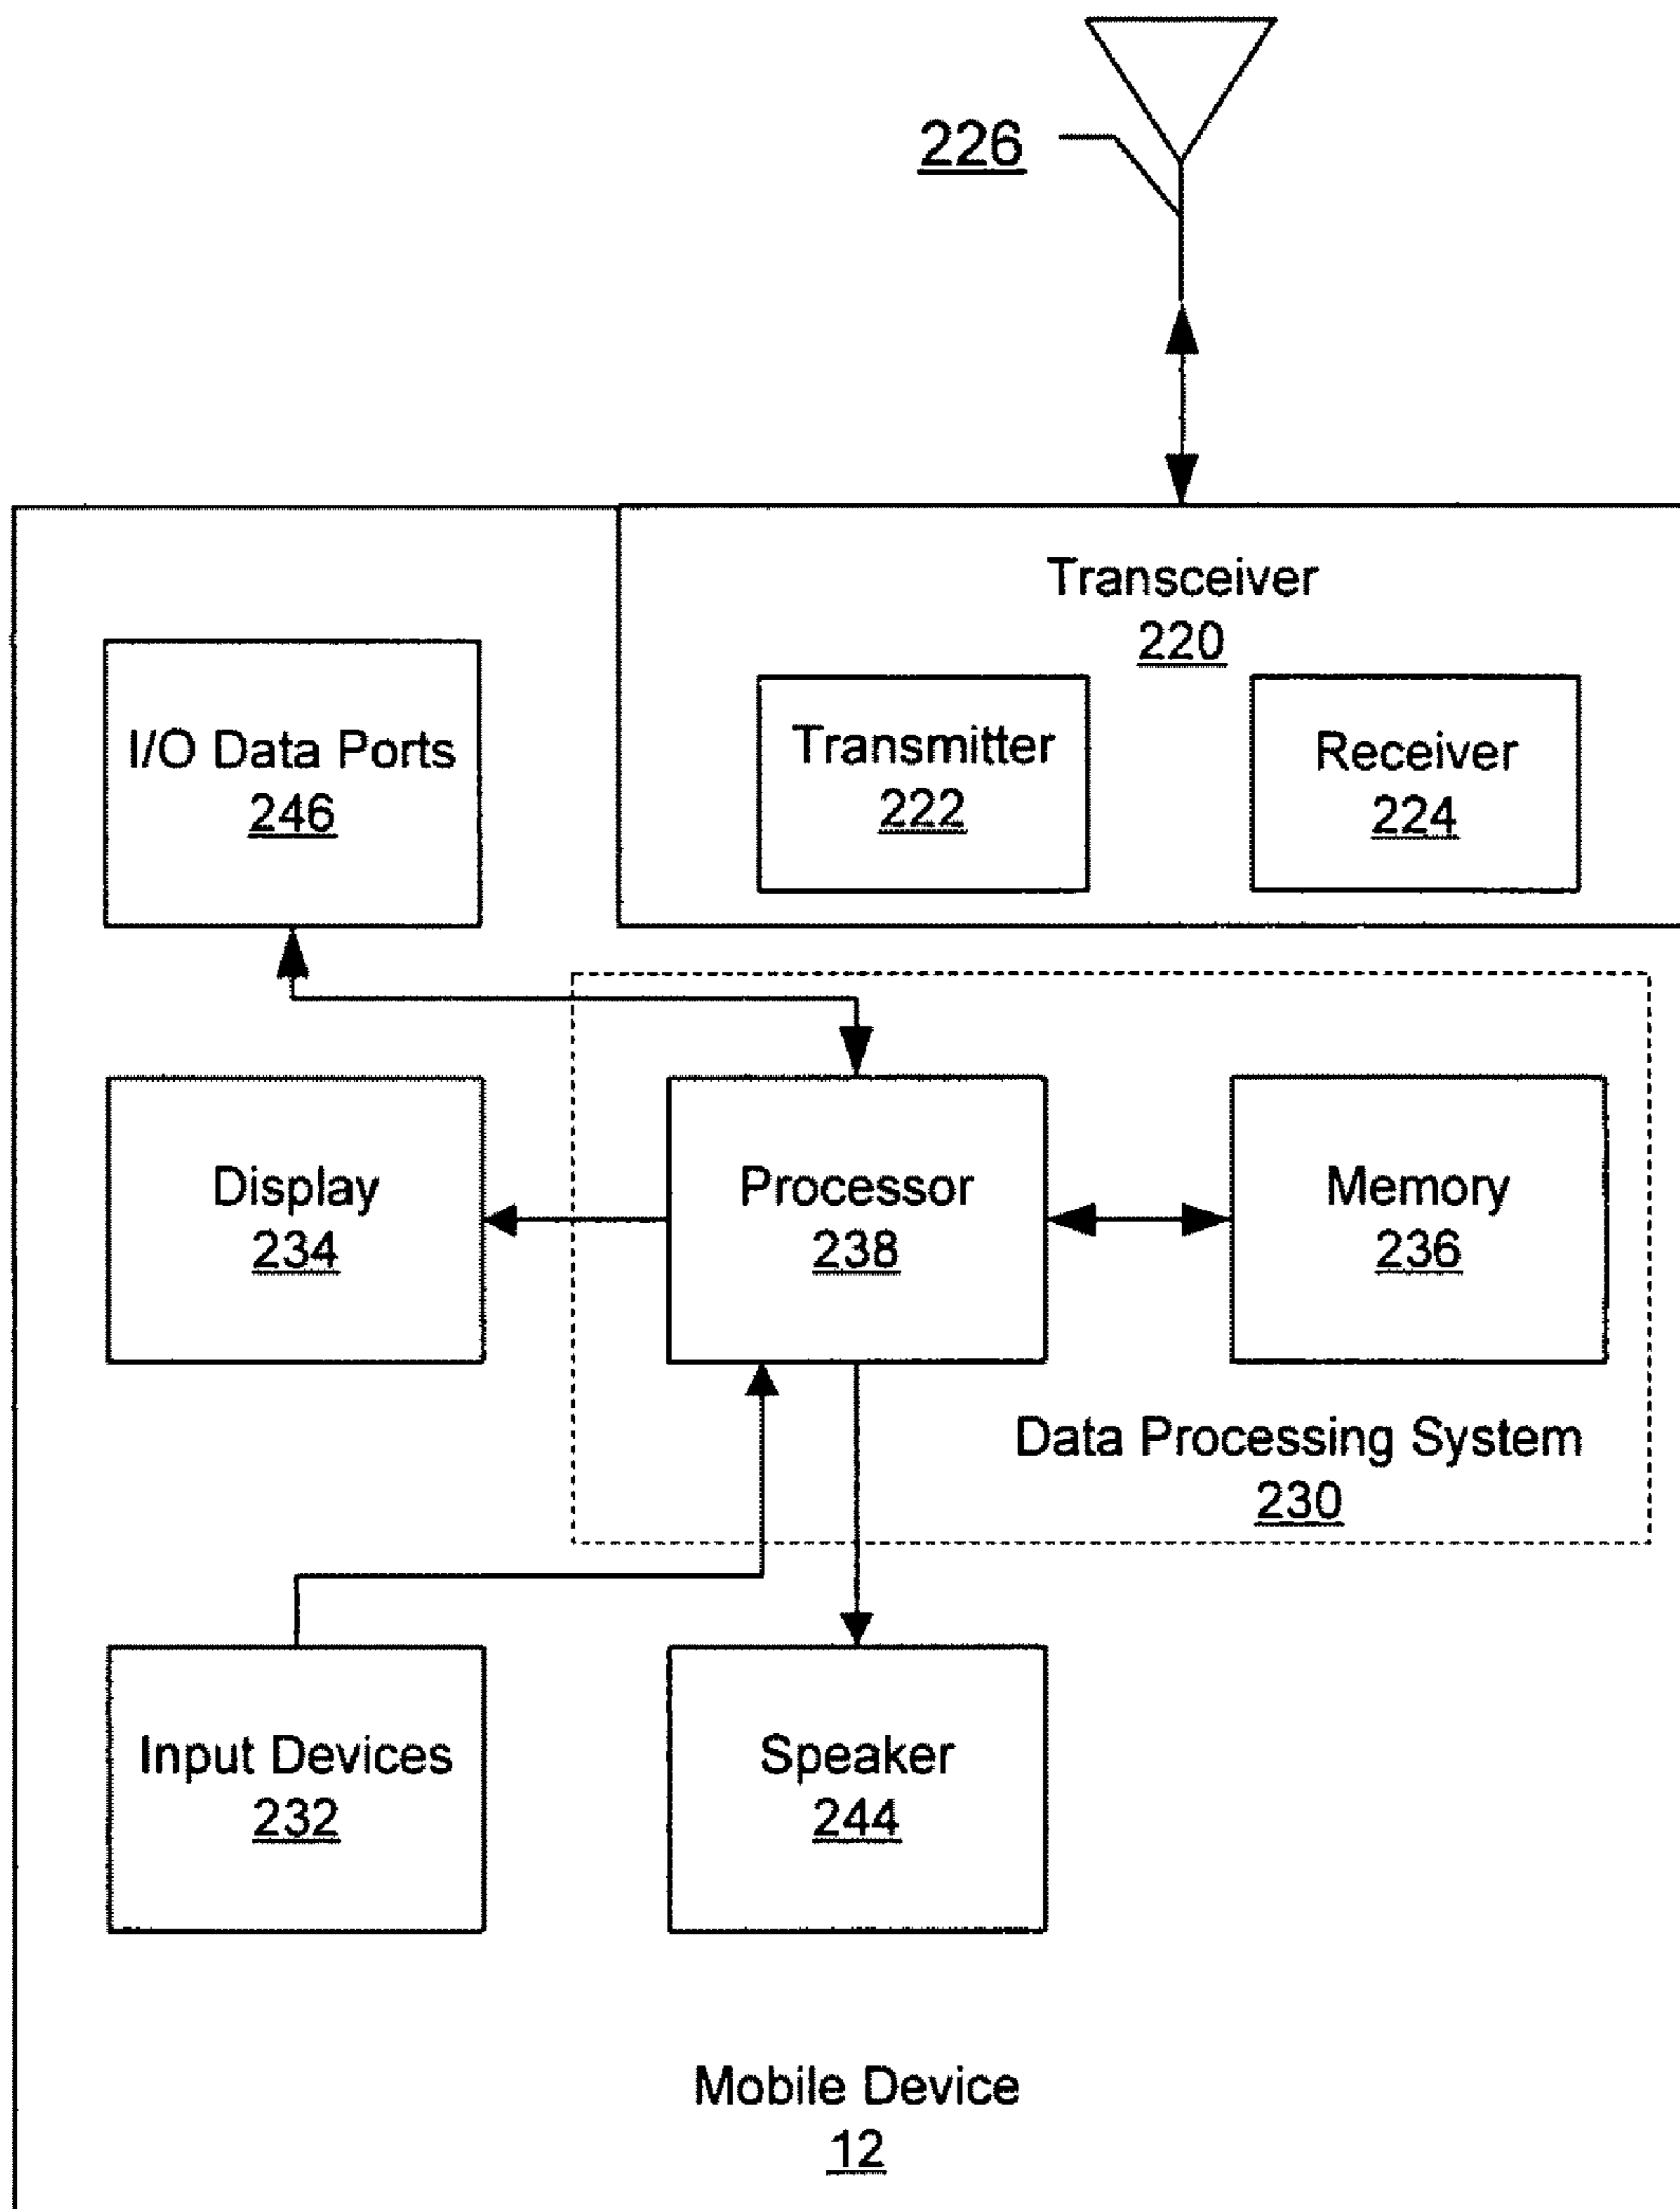 226
Transceiver
220
I/O Data Ports
246
Transmitter
222
Receiver
224
Display
234
Processor
238
Memory
236
Data Processing System
230
Input Devices
232
Speaker
244
Mobile Device
12